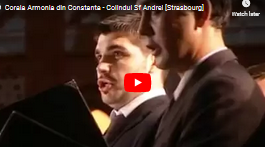 Corala Armonia din Constanta - Colindul Sf Andrei [Strasbourg]
Watch later